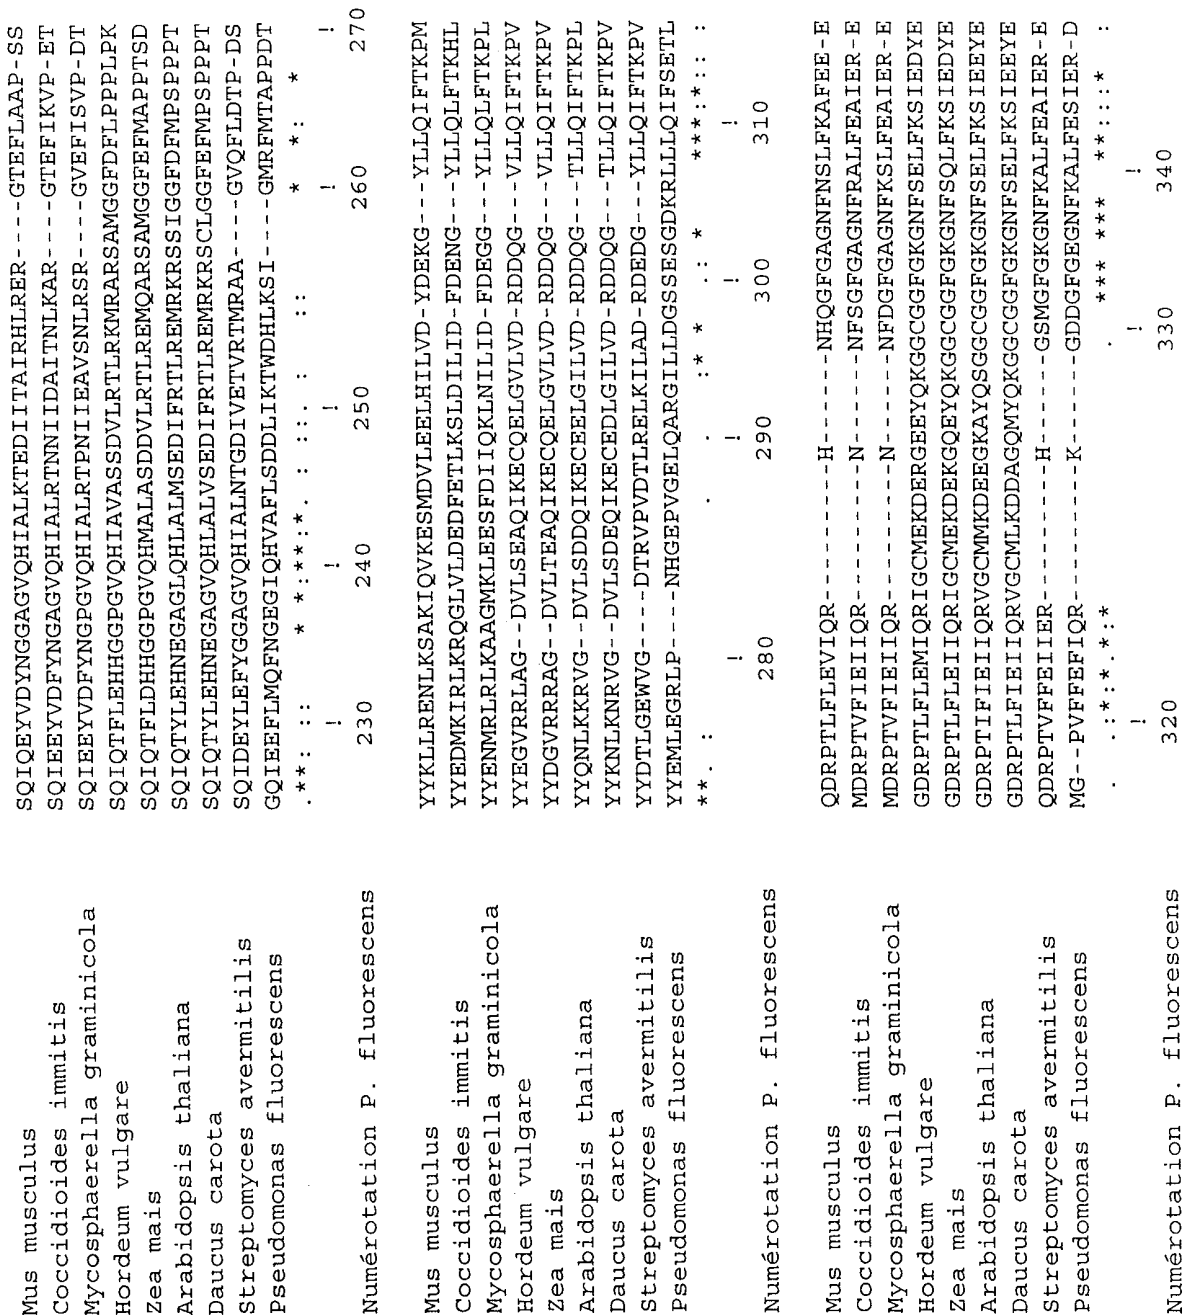 Mus musculus SQIQEYVDYNGGAGVQHIALKTEDIITAIRHLRER----GTEFLAAP-SS
Coccidioides immitis SQIEEYVDFYNGAGVQHIALRTNNIIDAITNLKAR----GTEFIKVP-ET
Mycosphaerella graminicola SQIEEYVDFYNGPGVQHIALRTPNIIEAVSNLRSR----GVEFISVP-DT
Hordeum vulgare SQIQTFLEHHGGPGVQHIAVASSDVLRTLRKMRARSAMGGFDFLPPPLPK
Zea mais SQIQTFLDHHGGPGVQHMALASDDVLRTLREMQARSAMGGFEFMAPPTSD
Arabidopsis thaliana SQIQTYLEHNEGAGLQHLALMSEDIFRTLREMRKRSSIGGFDFMPSPPPT
Daucus carota SQIQTYLEHNEGAGVQHLALVSEDIFRTLREMRKRSCLGGFEFMPSPPPT
Streptomyces avermitilis SQIDEYLEFYGGAGVQHIALNTGDIVETVRTMRAA----GVQFLDTP-DS
Pseudomonas fluorescens GQIEEFLMQFNGEGIQHVAFLSDDLIKTWDHLKSI----GMRFMTAPPDT
.**: :: * *:**:*. : ::. : :: * *: *
! ! ! ! !
Numérotation P. fluorescens 230 240 250 260 270
Mus musculus YYKLLRENLKSAKIQVKESMDVLEELHILVD-YDEKG---YLLQIFTKPM
Coccidioides immitis YYEDMKIRLKRQGLVLDEDFETLKSLDILID-FDENG---YLLQLFTKHL
Mycosphaerella graminicola YYENMRLRLKAAGMKLEESFDIIQKLNILID-FDEGG---YLLQLFTKPL
Hordeum vulgare YYEGVRRLAG--DVLSEAQIKECQELGVLVD-RDDQG---VLLQIFTKPV
Zea mais YYDGVRRRAG--DVLTEAQIKECQELGVLVD-RDDQG---VLLQIFTKPV
Arabidopsis thaliana YYQNLKKRVG--DVLSDDQIKECEELGILVD-RDDQG---TLLQIFTKPL
Daucus carota YYKNLKNRVG--DVLSDEQIKECEDLGILVD-RDDQG---TLLQIFTKPV
Streptomyces avermitilis YYDTLGEWVG----DTRVPVDTLRELKILAD-RDEDG---YLLQIFTKPV
Pseudomonas fluorescens YYEMLEGRLP----NHGEPVGELQARGILLDGSSESGDKRLLLQIFSETL
**. : . . :* * .: * ***:*:: :
! ! ! !
Numérotation P. fluorescens 280 290 300 310
Mus musculus QDRPTLFLEVIQR----------H------NHQGFGAGNFNSLFKAFEE-E
Coccidioides immitis MDRPTVFIEIIQR----------N------NFSGFGAGNFRALFEAIER-E
Mycosphaerella graminicola MDRPTVFIEIIQR----------N------NFDGFGAGNFKSLFEAIER-E
Hordeum vulgare GDRPTLFLEMIQRIGCMEKDERGEEYQKGGCGGFGKGNFSELFKSIEDYE
Zea mais GDRPTLFLEIIQRIGCMEKDEKGQEYQKGGCGGFGKGNFSQLFKSIEDYE
Arabidopsis thaliana GDRPTIFIEIIQRVGCMMKDEEGKAYQSGGCGGFGKGNFSELFKSIEEYE
Daucus carota GDRPTLFIEIIQRVGCMLKDDAGQMYQKGGCGGFGKGNFSELFKSIEEYE
Streptomyces avermitilis QDRPTVFFEIIER----------H------GSMGFGKGNFKALFEAIER-E
Pseudomonas fluorescens MG--PVFFEFIQR----------K------GDDGFGEGNFKALFESIER-D
. .:*:*.*:* . *** *** **:::* :
! ! !
Numérotation P. fluorescens 320 330 340